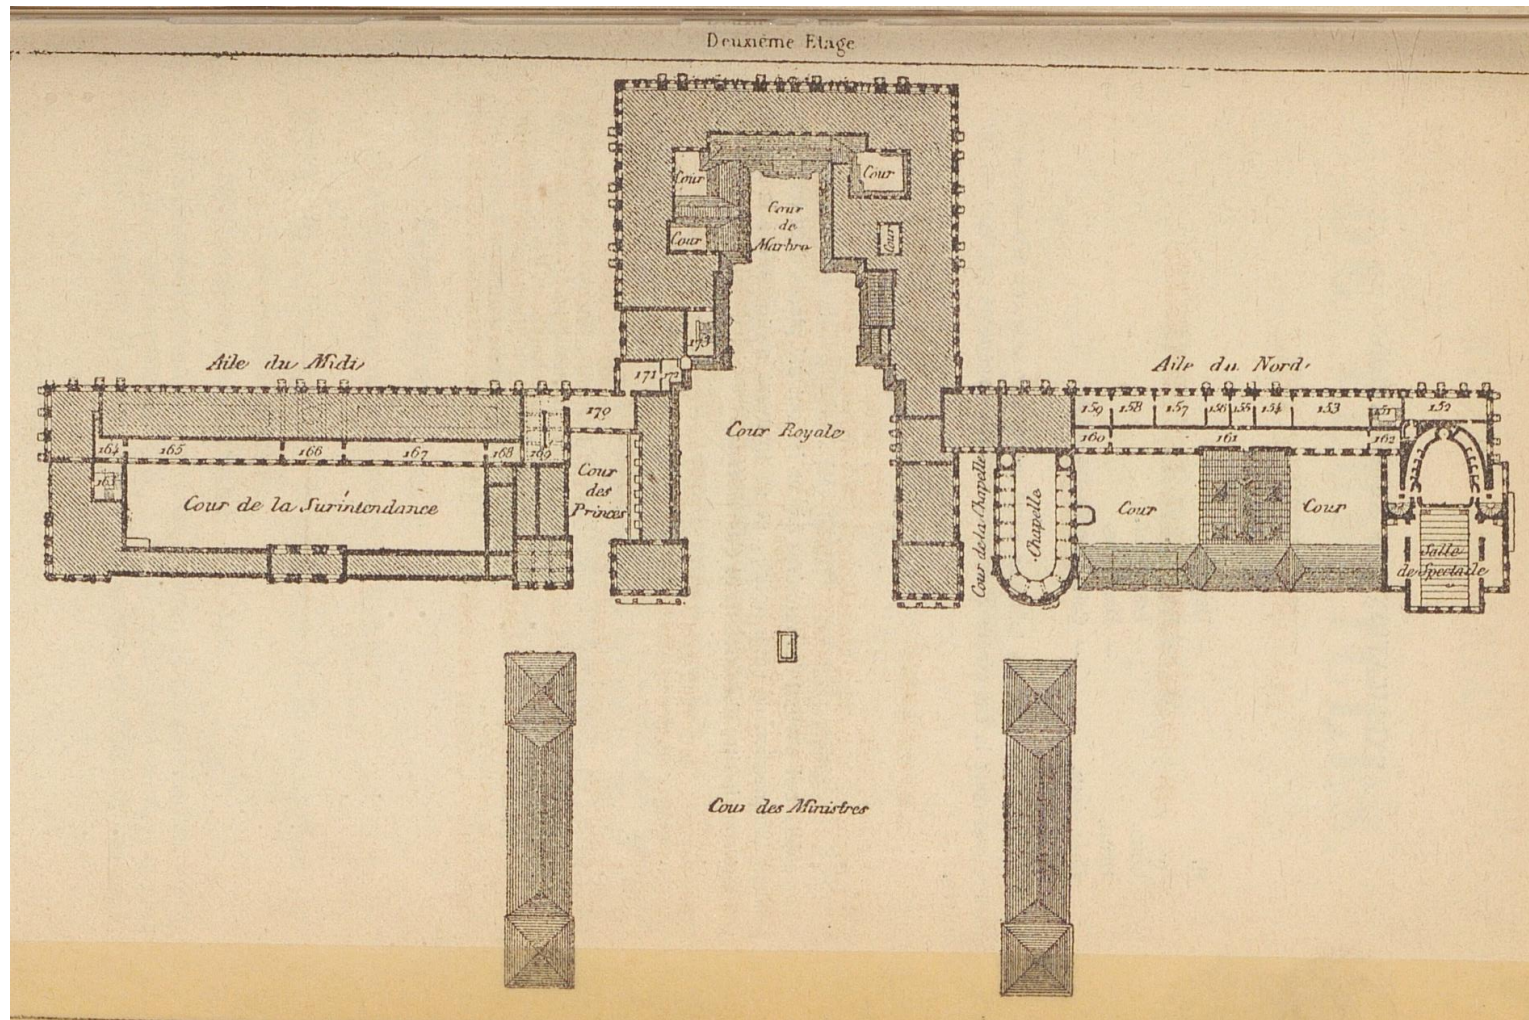 Deuxième Etage
Cour
Cour
Cour
de
Marbre
Cour
Cour
173
Aile du Midi
Aile du Nord
171
172
170
159
158
157
156
155
154
153
151
152
Cour Royale
160
161
162
164
165
166
167
168
169
163
Cour
des
Princes
Cour de la Surintendance
Cour de la Chapelle
Chapelle
Cour
Cour
Salle
de Spectacle
Cour des Ministres